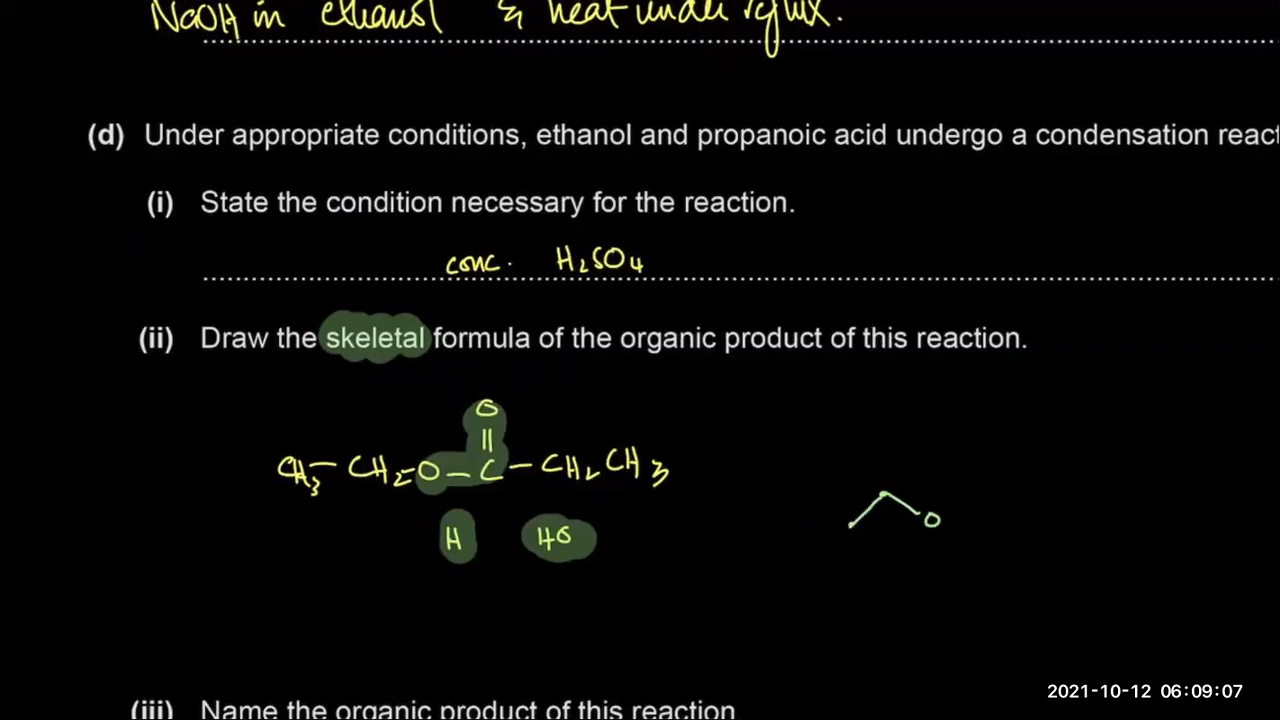 NaOH in ethanol & heat under reflux.
(d) Under appropriate conditions, ethanol and propanoic acid undergo a condensation react
(i) State the condition necessary for the reaction.
conc. H₂SO₄
(ii) Draw the skeletal formula of the organic product of this reaction.
O
||
CH₃ – CH₂ – O – C – CH₂ CH₃
H HO
O
2021-10-12 06:09:07
(iii) Name the organic product of this reaction